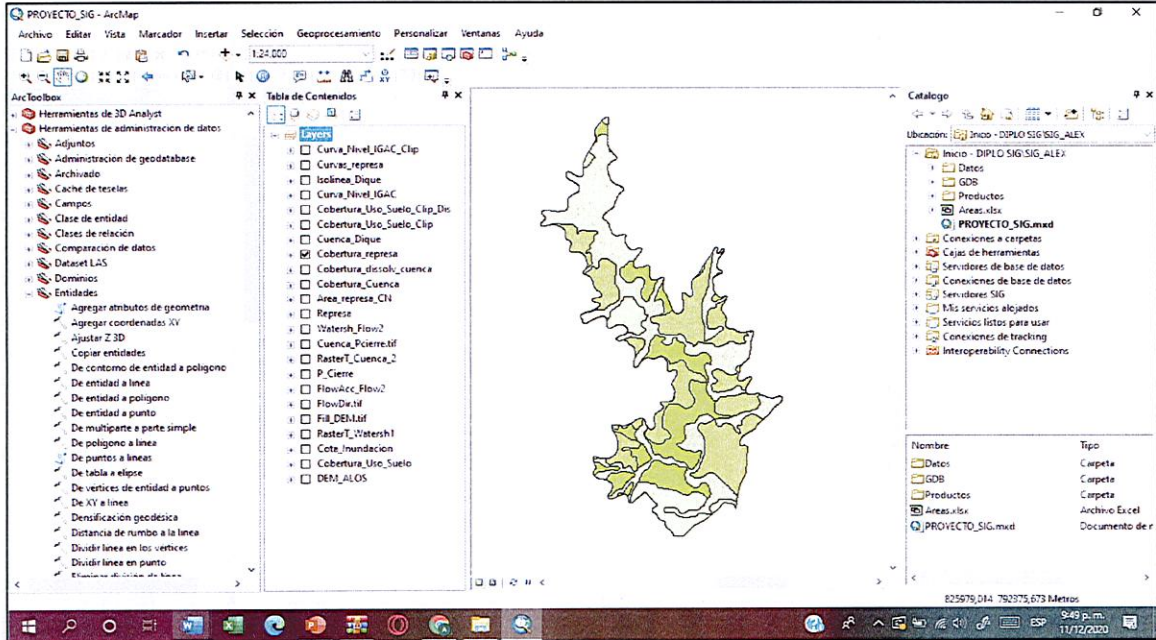 PROYECTO_SIG - ArcMap
Archivo Editar Vista Marcador Insertar Selección Geoprocesamiento Personalizar Ventanas Ayuda
1:24.000
ArcToolbox
Herramientas de 3D Analyst
Herramientas de administracion de datos
Adjuntos
Administracion de geodatabase
Archivado
Cache de teselas
Campos
Clase de entidad
Clases de relación
Comparación de datos
Dataset LAS
Dominios
Entidades
Agregar atributos de geometria
Agregar coordenadas XY
Ajustar Z 3D
Copiar entidades
De contorno de entidad a poligono
De entidad a linea
De entidad a poligono
De entidad a punto
De multiparte a parte simple
De poligono a linea
De puntos a lineas
De tabla a elipse
De vertices de entidad a puntos
De XY a linea
Densificación geodesica
Distancia de rumbo a la linea
Dividir linea en los vertices
Dividir linea en punto
Eliminar división de linea
Tabla de Contenidos
Layers
Curva_Nivel_IGAC_Clip
Curvas_represa
Isolinea_Dique
Curva_Nivel_IGAC
Cobertura_Uso_Suelo_Clip_Dis
Cobertura_Uso_Suelo_Clip
Cuenca_Dique
Cobertura_represa
Cobertura_dissolv_cuenca
Cobertura_Cuenca
Area_represa_CN
Represe
Watersh_Flow2
Cuenca_Pcierre.tif
RasterT_Cuenca_2
P_Cierre
FlowAcc_Flow2
FlowDir.tif
Fill_DEM.tif
RasterT_Watersh1
Cota_Inundacion
Cobertura_Uso_Suelo
DEM_ALOS
Catalogo
Ubicación: Inicio - DIPLO SIG\SIG_ALEX
Inicio - DIPLO SIG\SIG_ALEX
Datos
GDB
Productos
Areas.xlsx
PROYECTO_SIG.mxd
Conexiones a carpetas
Cajas de herramientas
Servidores de base de datos
Conexiones de base de datos
Servidores SIG
Mis servicios alojados
Servicios listos para usar
Conexiones de tracking
Interoperability Connections
Nombre Tipo
Datos Carpeta
GDB Carpeta
Productos Carpeta
Areas.xlsx Archivo Excel
PROYECTO_SIG.mxd Documento de r
825979,014 792375,673 Metros
ESP
9:49 p. m.
11/12/2020